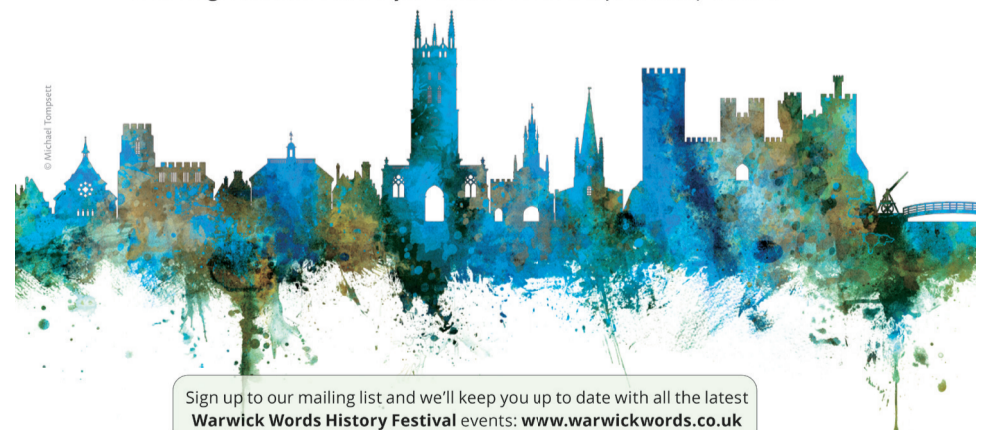 © Michael Tompsett
Sign up to our mailing list and we'll keep you up to date with all the latest
Warwick Words History Festival events: www.warwickwords.co.uk